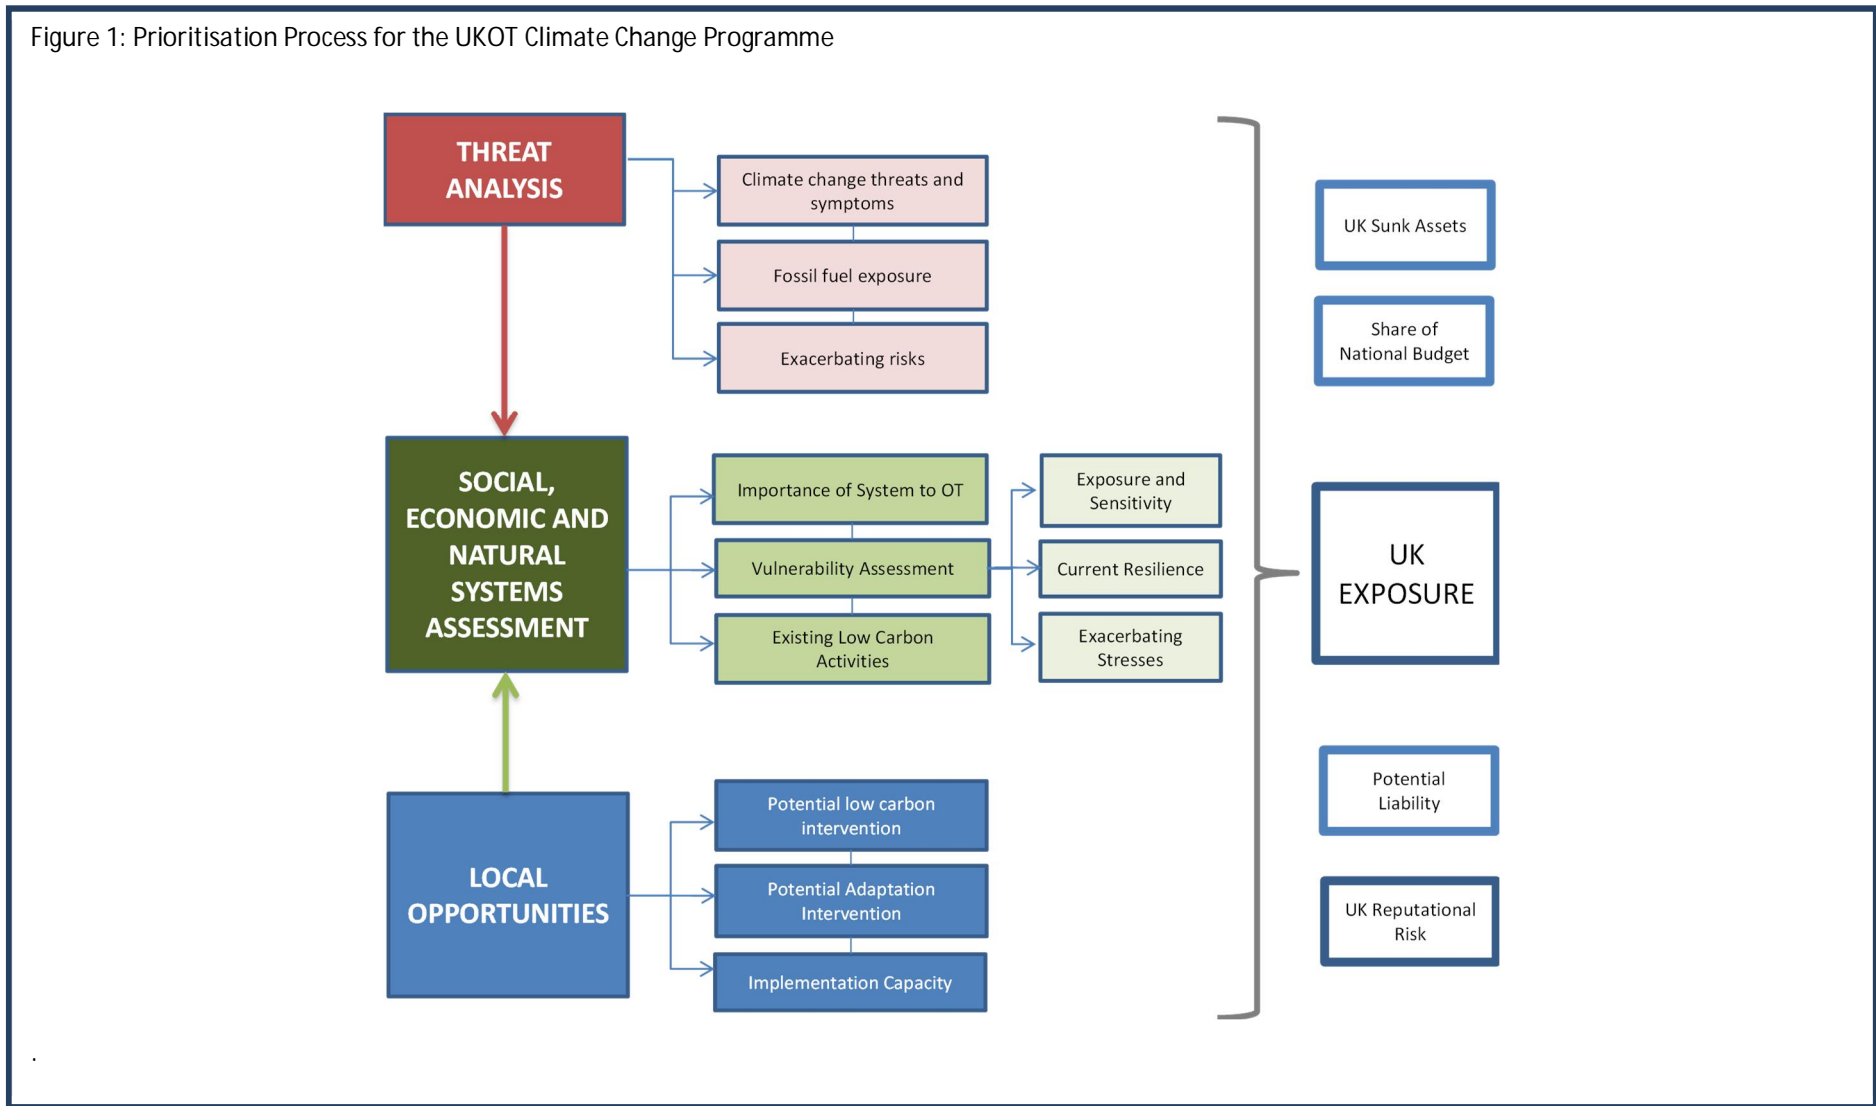 Figure 1: Prioritisation Process for the UKOT Climate Change Programme
THREAT
ANALYSIS
Climate change threats and
symptoms
Fossil fuel exposure
Exacerbating risks
SOCIAL,
ECONOMIC AND
NATURAL
SYSTEMS
ASSESSMENT
Importance of System to OT
Vulnerability Assessment
Existing Low Carbon
Activities
Exposure and
Sensitivity
Current Resilience
Exacerbating
Stresses
LOCAL
OPPORTUNITIES
Potential low carbon
intervention
Potential Adaptation
Intervention
Implementation Capacity
UK Sunk Assets
Share of
National Budget
UK
EXPOSURE
Potential
Liability
UK Reputational
Risk
.